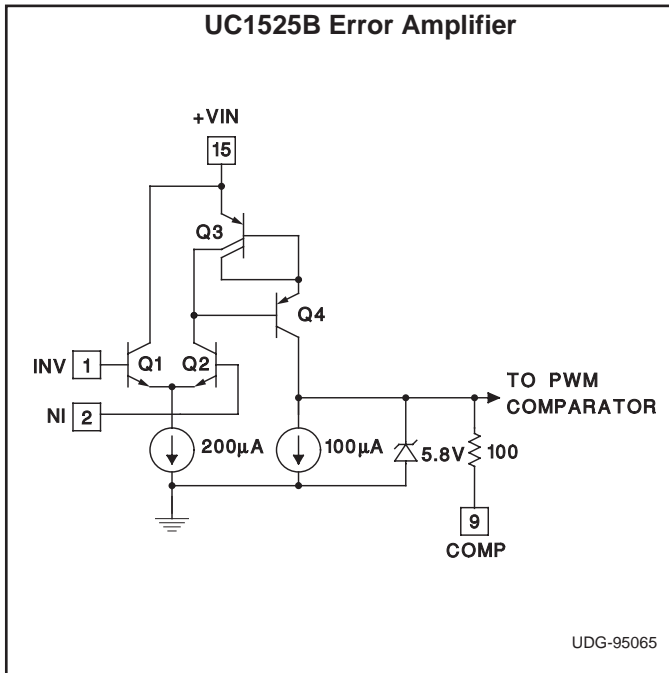 UC1525B Error Amplifier
+VIN
15
Q3
Q4
INV 1 Q1 Q2
NI 2
TO PWM
COMPARATOR
200µA 100µA 5.8V 100
9
COMP
UDG-95065